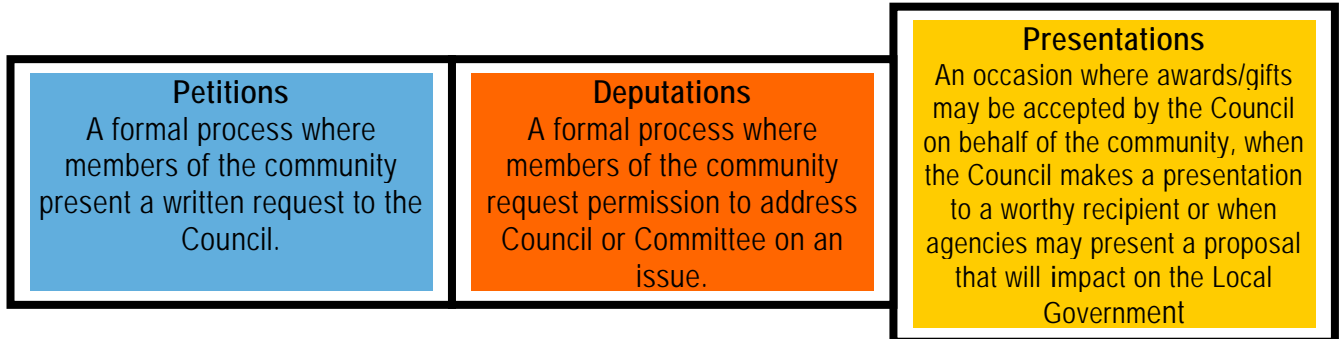 Petitions
A formal process where
members of the community
present a written request to the
Council.
Deputations
A formal process where
members of the community
request permission to address
Council or Committee on an
issue.
Presentations
An occasion where awards/gifts
may be accepted by the Council
on behalf of the community, when
the Council makes a presentation
to a worthy recipient or when
agencies may present a proposal
that will impact on the Local
Government